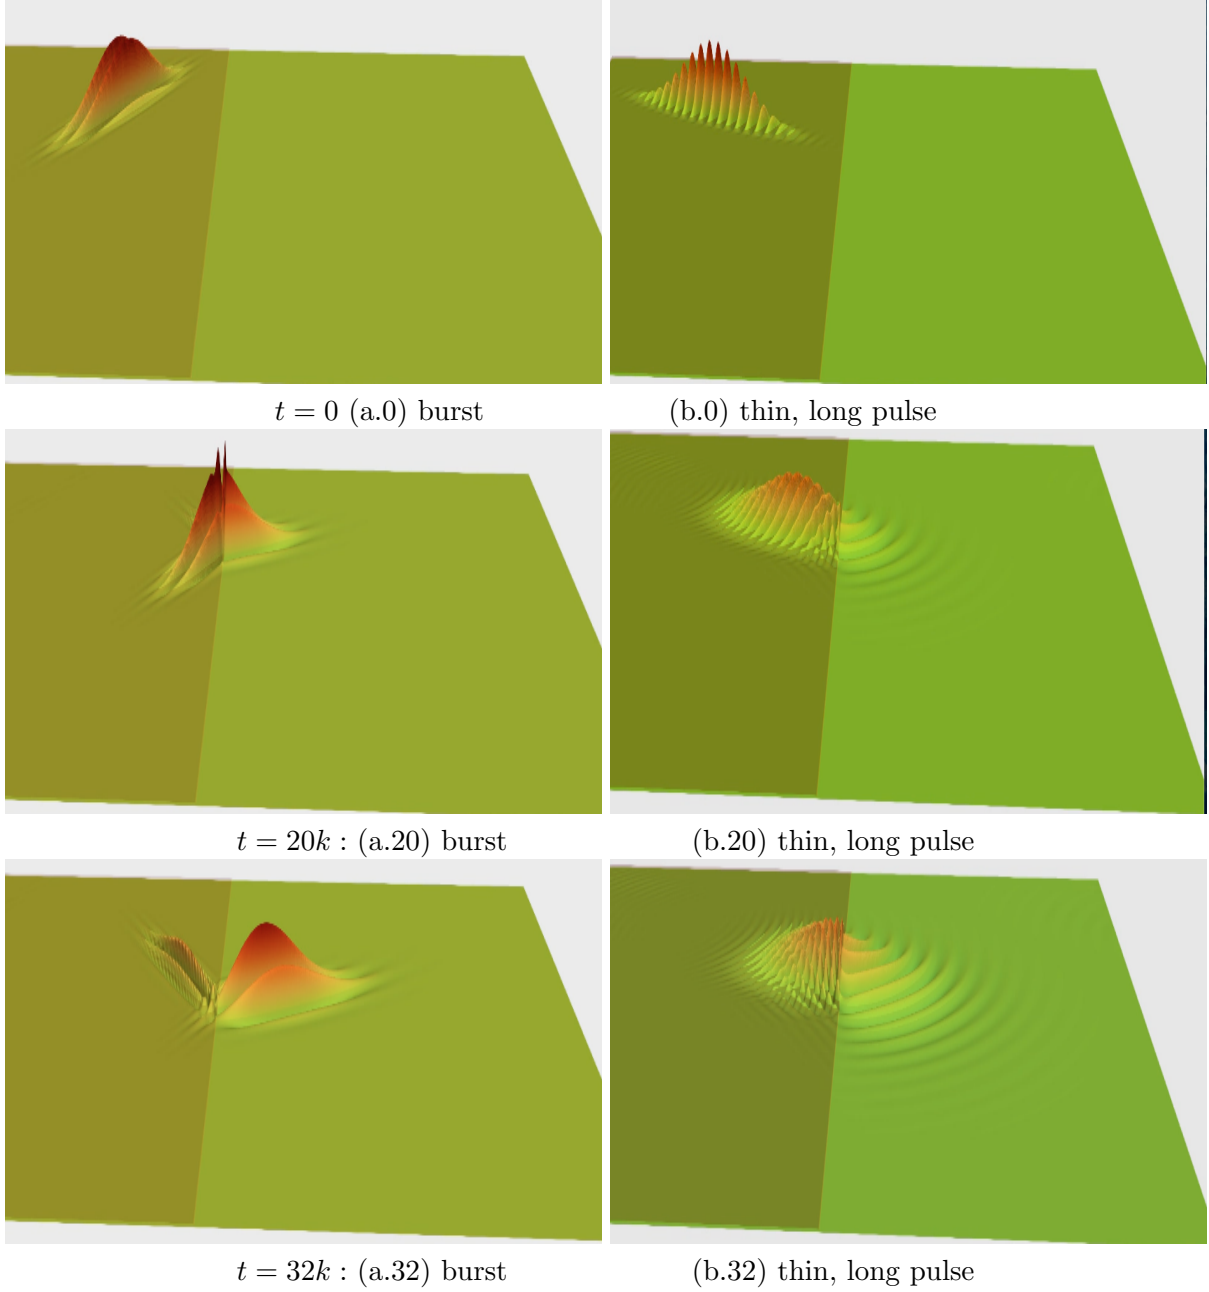 t = 0 (a.0) burst (b.0) thin, long pulse
t = 20k : (a.20) burst (b.20) thin, long pulse
t = 32k : (a.32) burst (b.32) thin, long pulse